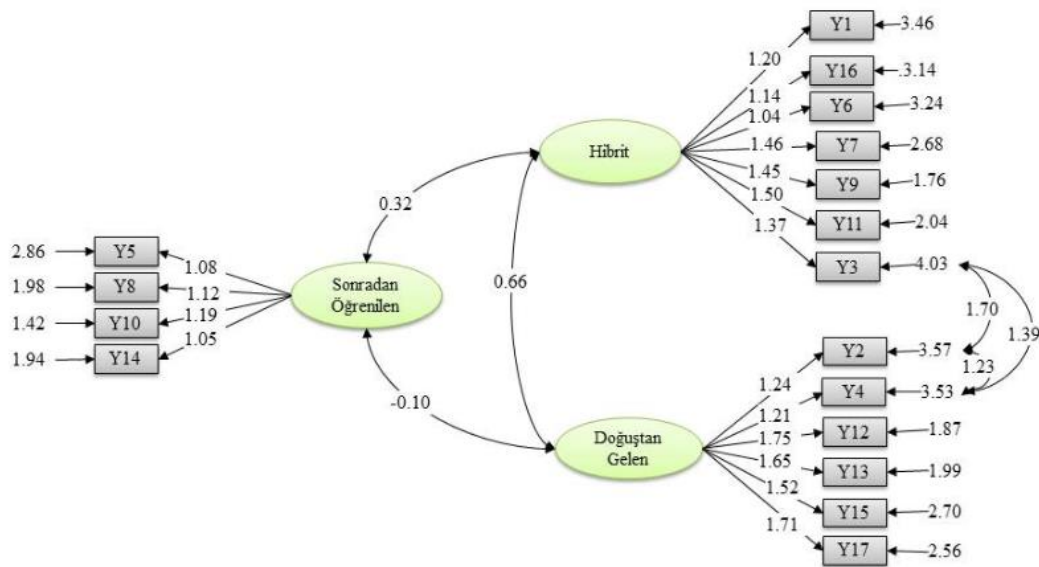 Y1
3.46
1.20
Y16
3.14
1.14
Y6
3.24
1.04
Hibrit
1.46
Y7
2.68
1.45
Y9
1.76
1.50
Y11
2.04
1.37
Y3
4.03
0.32
2.86
Y5
1.08
1.98
Y8
1.12
Sonradan
Öğrenilen
1.42
Y10
1.19
1.94
Y14
1.05
0.66
1.70
1.39
1.23
-0.10
Y2
3.57
1.24
Y4
3.53
1.21
Doğuştan
Gelen
Y12
1.87
1.75
Y13
1.99
1.65
Y15
2.70
1.52
Y17
2.56
1.71